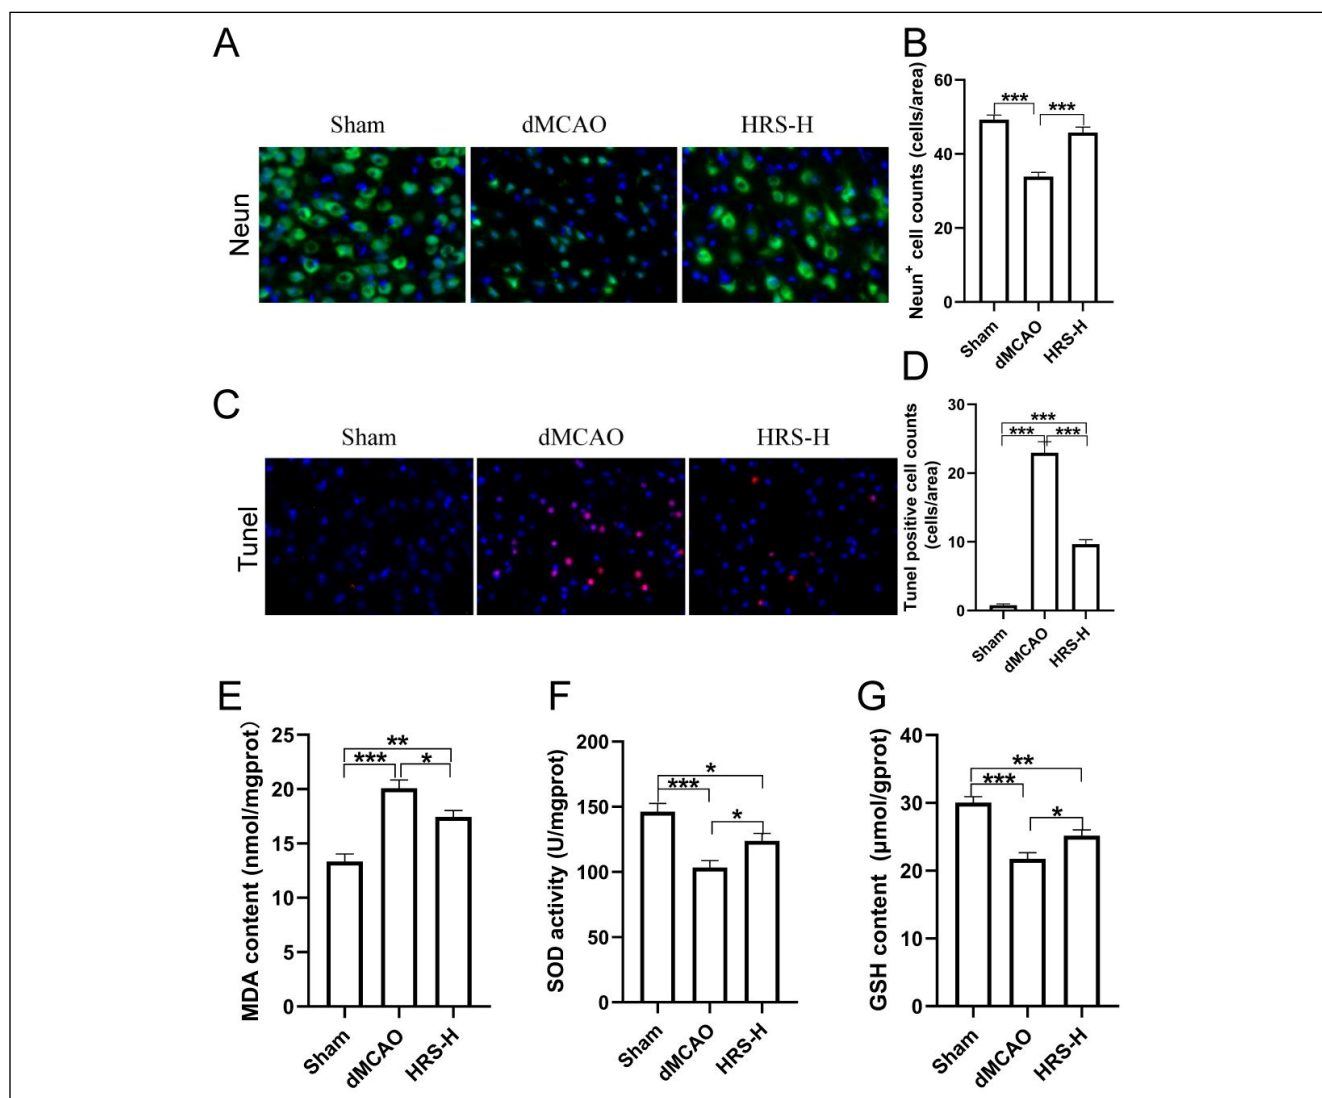 A
Sham
dMCAO
HRS-H
Neun
B
Neun+ cell counts (cells/area)
60
40
20
0
***
***
Sham
dMCAO
HRS-H
C
Sham
dMCAO
HRS-H
Tunel
D
Tunel positive cell counts
(cells/area)
30
20
10
0
***
***
***
Sham
dMCAO
HRS-H
E
MDA content (nmol/mgprot)
25
20
15
10
5
0
**
***
*
Sham
dMCAO
HRS-H
F
SOD activity (U/mgprot)
200
150
100
50
0
*
***
*
Sham
dMCAO
HRS-H
G
GSH content (μmol/gprot)
40
30
20
10
0
**
***
*
Sham
dMCAO
HRS-H